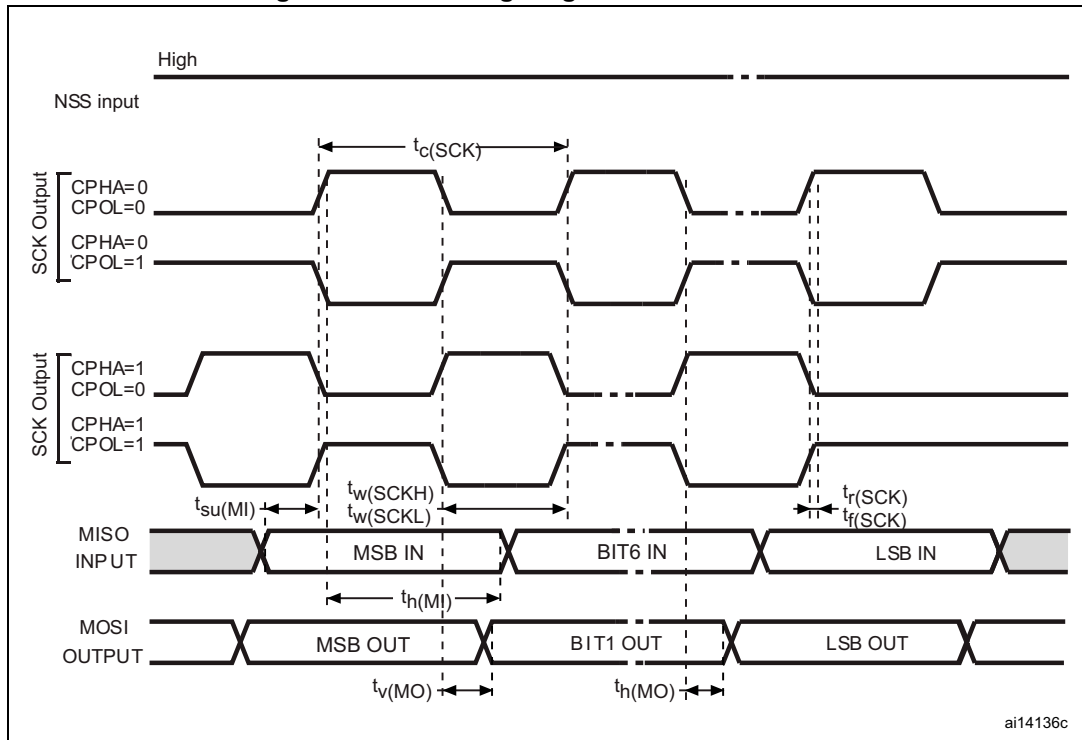 High
NSS input
tc(SCK)
SCK Output
CPHA=0
CPOL=0
CPHA=0
CPOL=1
SCK Output
CPHA=1
CPOL=0
CPHA=1
CPOL=1
tsu(MI)
tw(SCKH)
tw(SCKL)
tr(SCK)
tf(SCK)
MISO
INPUT
MSB IN
BIT6 IN
LSB IN
th(MI)
MOSI
OUTPUT
MSB OUT
BIT1 OUT
LSB OUT
tv(MO)
th(MO)
ai14136c